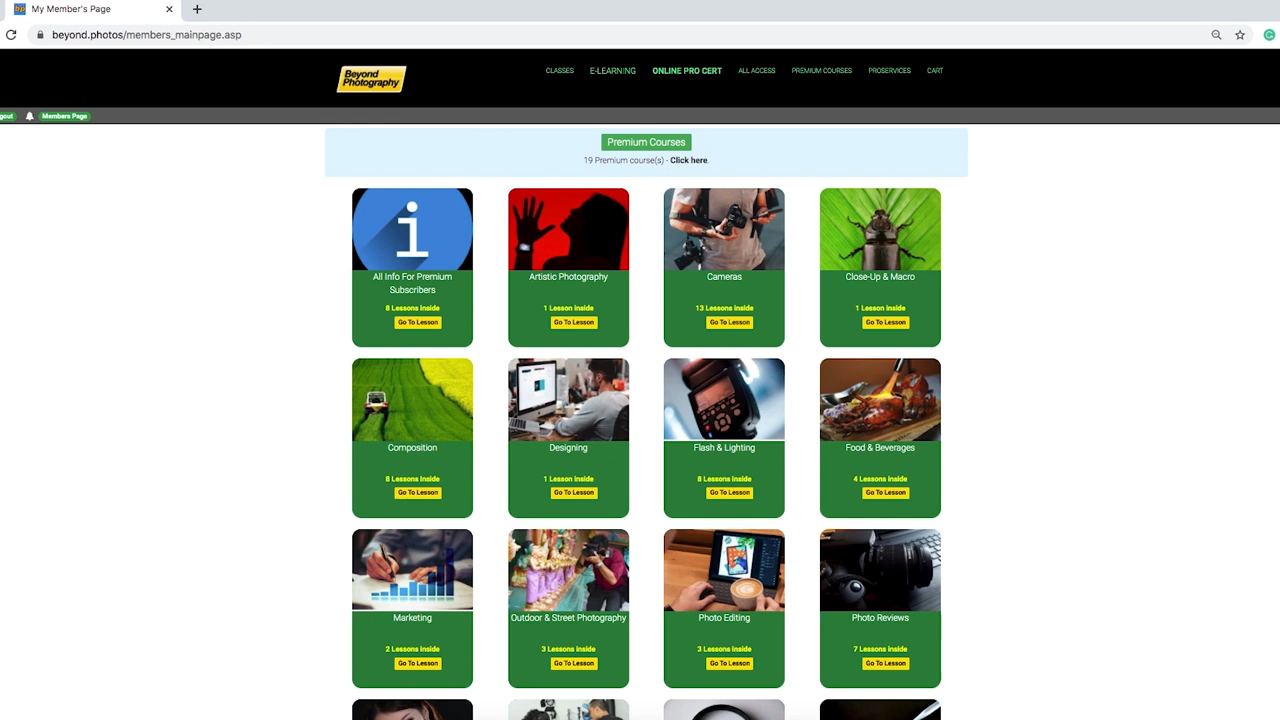 bp My Member's Page
beyond.photos/members_mainpage.asp
Beyond
Photography
CLASSES E-LEARNING ONLINE PRO CERT ALL ACCESS PREMIUM COURSES PROSERVICES CART
gout Members Page
Premium Courses
19 Premium course(s) - Click here.
All Info For Premium
Subscribers
8 Lessons Inside
Go To Lesson
Artistic Photography
1 Lesson Inside
Go To Lesson
Cameras
13 Lessons Inside
Go To Lesson
Close-Up & Macro
1 Lesson Inside
Go To Lesson
Composition
8 Lessons Inside
Go To Lesson
Designing
1 Lesson Inside
Go To Lesson
Flash & Lighting
8 Lessons Inside
Go To Lesson
Food & Beverages
4 Lessons Inside
Go To Lesson
Marketing
2 Lessons Inside
Go To Lesson
Outdoor & Street Photography
3 Lessons Inside
Go To Lesson
Photo Editing
3 Lessons Inside
Go To Lesson
Photo Reviews
7 Lessons Inside
Go To Lesson